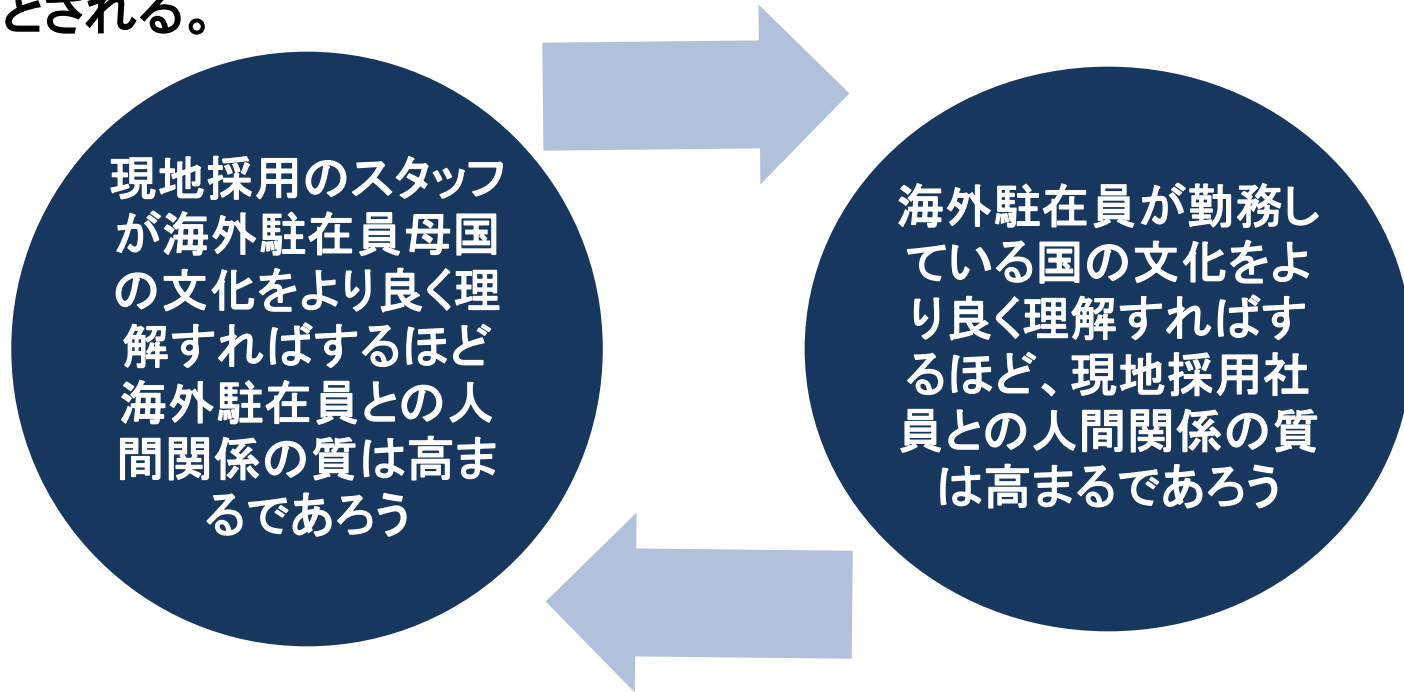 とされる。
現地採用のスタッフ
が海外駐在員母国
の文化をより良く理
解すればするほど
海外駐在員との人
間関係の質は高ま
るであろう
海外駐在員が勤務し
ている国の文化をよ
り良く理解すればす
るほど、現地採用社
員との人間関係の質
は高まるであろう